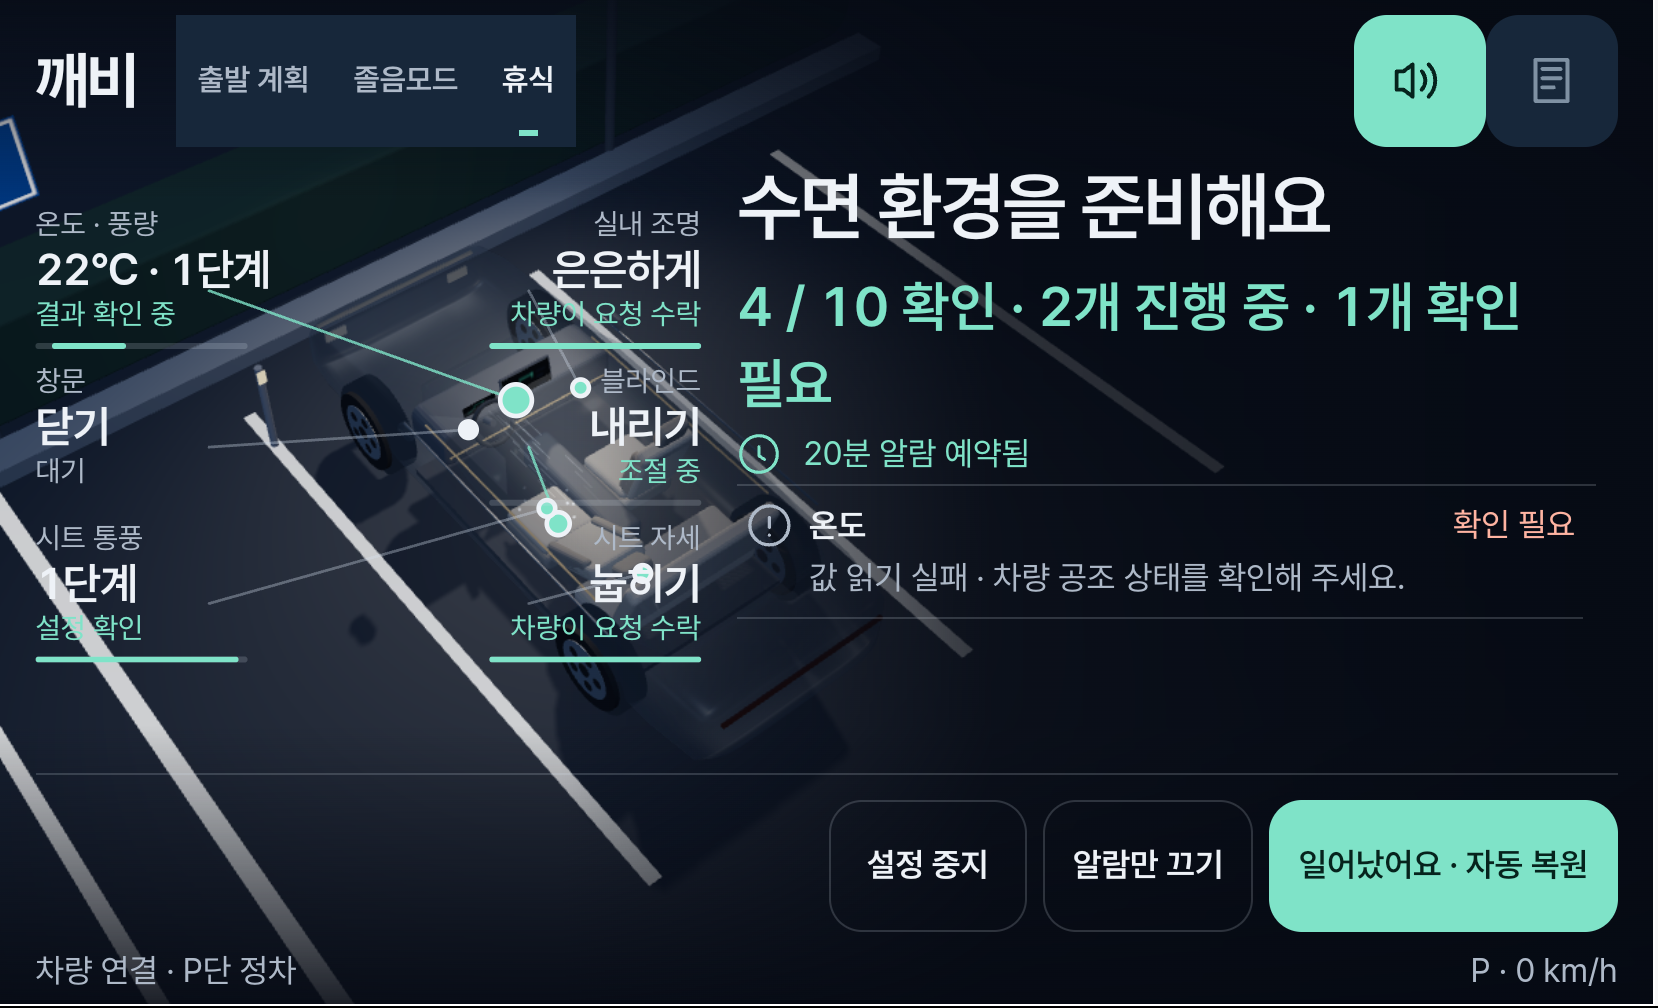 깨비
출발 계획
졸음모드
휴식
온도 · 풍량
22°C · 1단계
결과 확인 중
창문
닫기
대기
시트 통풍
1단계
설정 확인
실내 조명
은은하게
차량이 요청 수락
블라인드
내리기
조절 중
시트 자세
눕히기
차량이 요청 수락
수면 환경을 준비해요
4 / 10 확인 · 2개 진행 중 · 1개 확인
필요
20분 알람 예약됨
온도
확인 필요
값 읽기 실패 · 차량 공조 상태를 확인해 주세요.
설정 중지
알람만 끄기
일어났어요 · 자동 복원
차량 연결 · P단 정차
P · 0 km/h